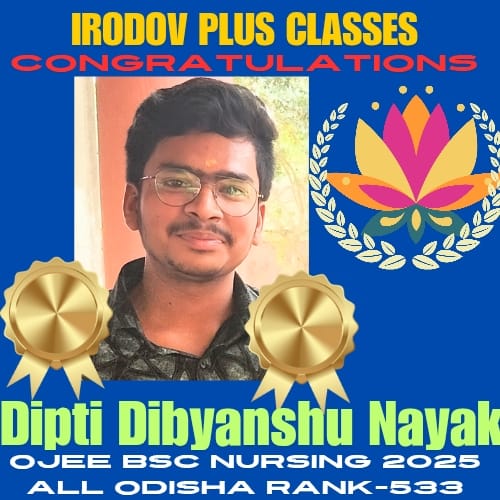 IRODOV PLUS CLASSES
CONGRATULATIONS
Dipti Dibyanshu Nayak
OJEE BSC NURSING 2025
ALL ODISHA RANK-533